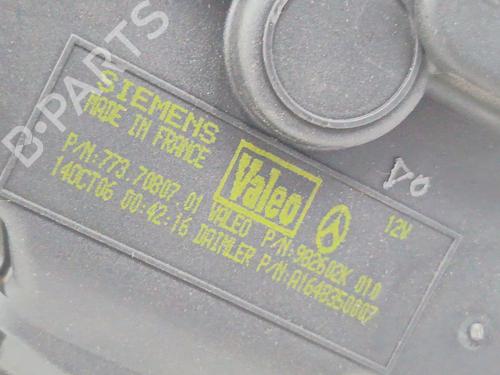 B-PARTS
SIEMENS
MADE IN FRANCE
Valeo
12V
P/N:773.70807.01 VALEO P/N:982602K 010
14OCT06 00:42:16 DAIMLER P/N:A1648350007